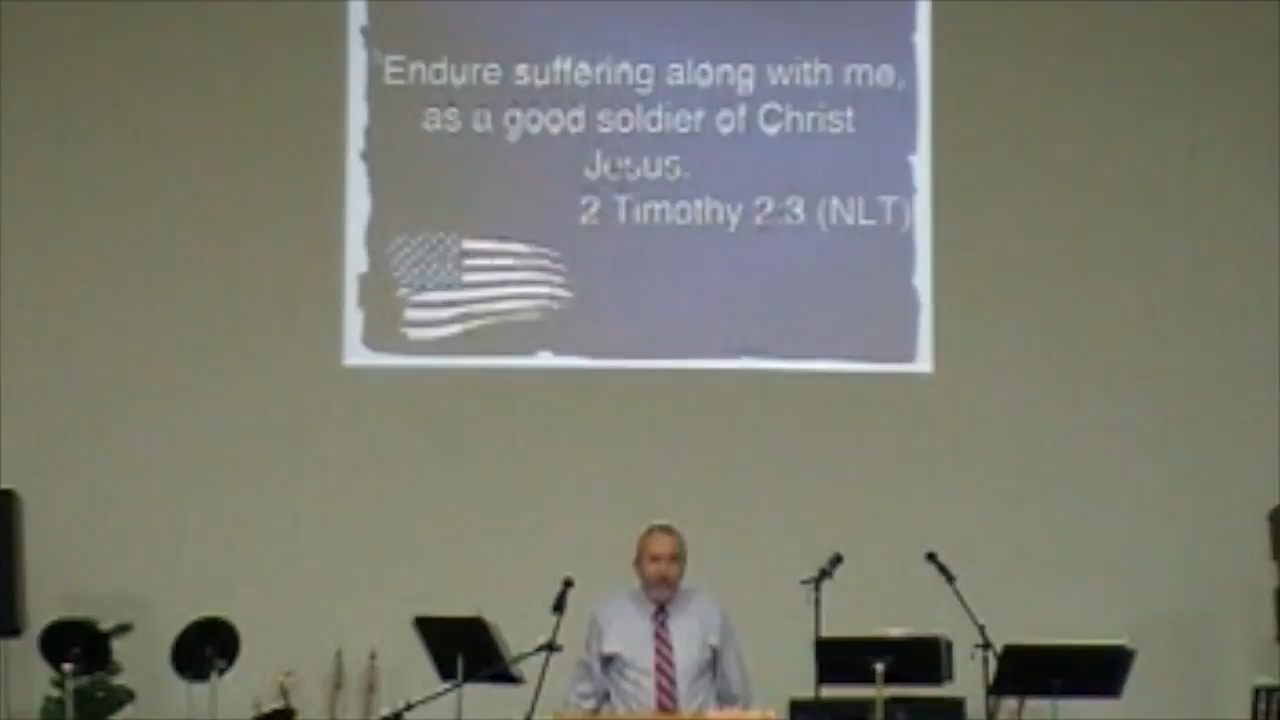 "Endure suffering along with me,
as a good soldier of Christ
Jesus.
2 Timothy 2:3 (NLT)